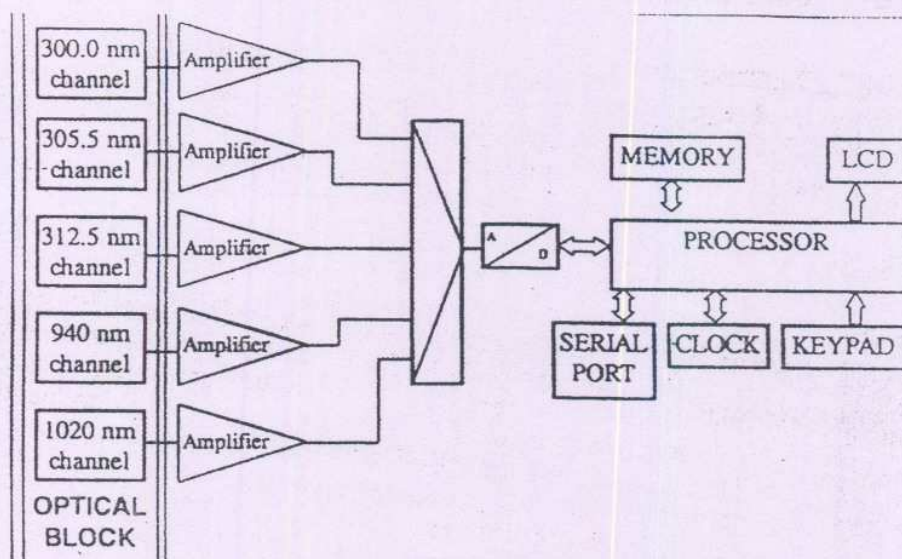 300.0 nm
channel
Amplifier
305.5 nm
channel
Amplifier
312.5 nm
channel
Amplifier
940 nm
channel
Amplifier
1020 nm
channel
Amplifier
OPTICAL
BLOCK
A
D
MEMORY
LCD
PROCESSOR
SERIAL
PORT
CLOCK
KEYPAD